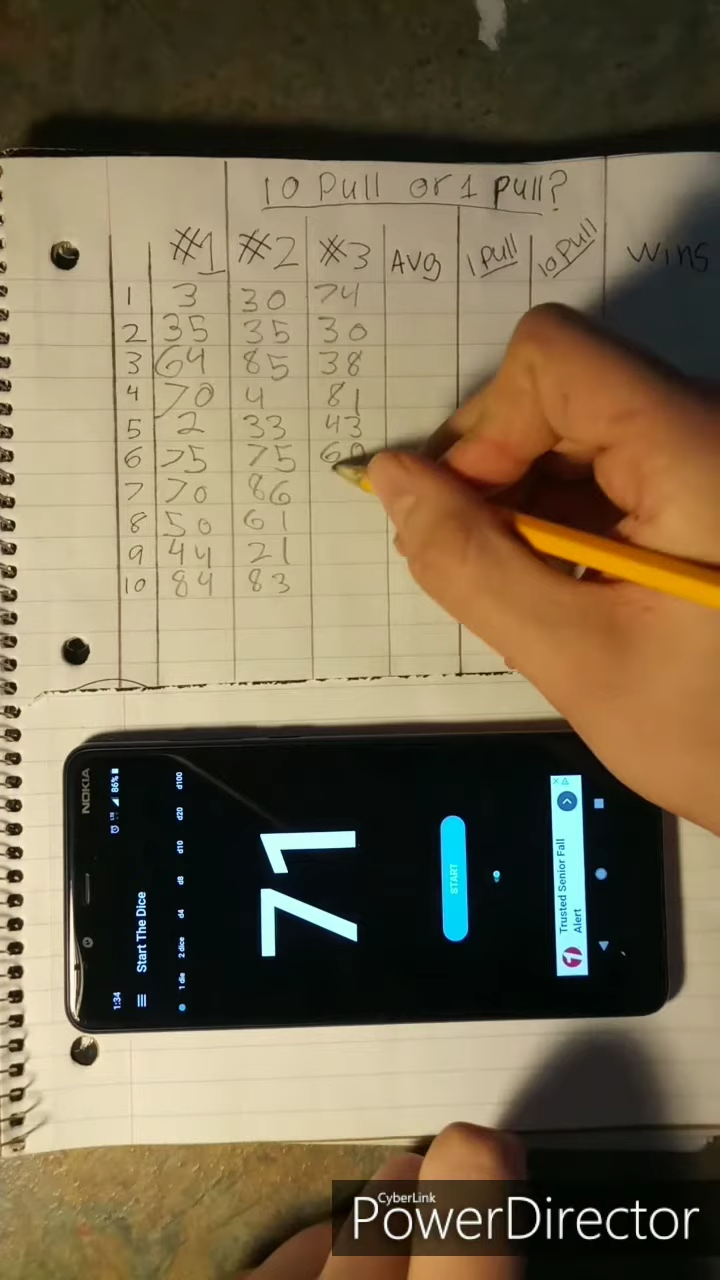 10 Pull or 1 pull?
#1 #2 #3 Avg 1 Pull 10 Pull Wins
1 3 30 74
2 35 35 30
3 64 85 38
4 70 4 81
5 2 33 43
6 75 75
7 70 86
8 50 61
9 44 21
10 84 83
NOKIA
1:34 LTE 86%
Start The Dice
1 die 2 dice d4 d8 d10 d20 d100
71
START
Trusted Senior Fall
Alert
CyberLink
PowerDirector